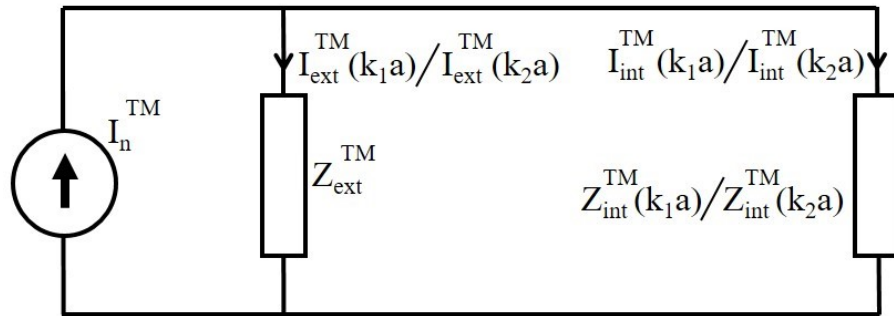 I_n^TM
I_ext^TM(k₁a)/I_ext^TM(k₂a)
Z_ext^TM
I_int^TM(k₁a)/I_int^TM(k₂a)
Z_int^TM(k₁a)/Z_int^TM(k₂a)